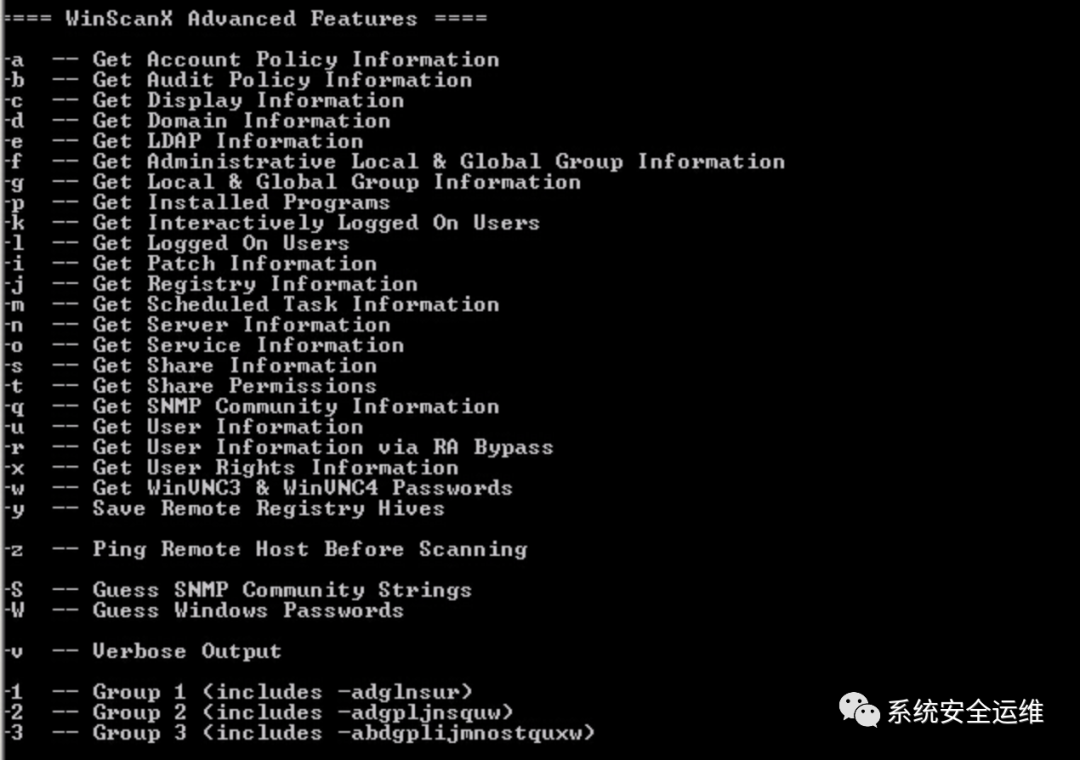 ==== WinScanX Advanced Features ====
-a -- Get Account Policy Information
-b -- Get Audit Policy Information
-c -- Get Display Information
-d -- Get Domain Information
-e -- Get LDAP Information
-f -- Get Administrative Local & Global Group Information
-g -- Get Local & Global Group Information
-p -- Get Installed Programs
-k -- Get Interactively Logged On Users
-l -- Get Logged On Users
-i -- Get Patch Information
-j -- Get Registry Information
-m -- Get Scheduled Task Information
-n -- Get Server Information
-o -- Get Service Information
-s -- Get Share Information
-t -- Get Share Permissions
-q -- Get SNMP Community Information
-u -- Get User Information
-r -- Get User Information via RA Bypass
-x -- Get User Rights Information
-w -- Get WinVNC3 & WinVNC4 Passwords
-y -- Save Remote Registry Hives
-z -- Ping Remote Host Before Scanning
-S -- Guess SNMP Community Strings
-W -- Guess Windows Passwords
-v -- Verbose Output
-1 -- Group 1 (includes -adglnsur)
-2 -- Group 2 (includes -adgpljnsquw)
-3 -- Group 3 (includes -abdgplijmnostquxw)
系统安全运维